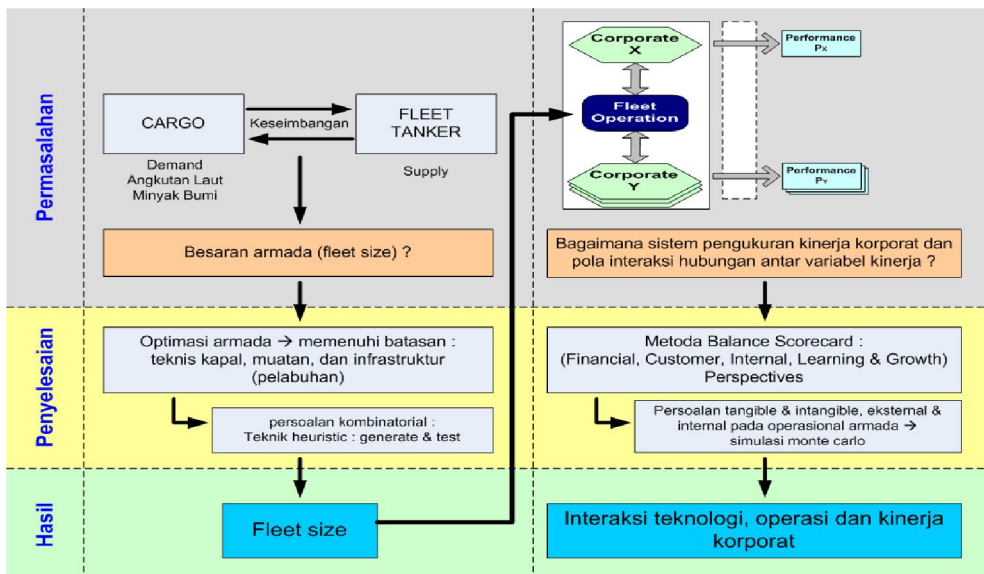 Permasalahan
CARGO
Keseimbangan
FLEET
TANKER
Demand
Angkutan Laut
Minyak Bumi
Supply
Besaran armada (fleet size) ?
Corporate
X
Fleet
Operation
Corporate
Y
Performance
Px
Performance
PY
Bagaimana sistem pengukuran kinerja korporat dan
pola interaksi hubungan antar variabel kinerja ?
Penyelesaian
Optimasi armada → memenuhi batasan :
teknis kapal, muatan, dan infrastruktur
(pelabuhan)
persoalan kombinatorial :
Teknik heuristic : generate & test
Metoda Balance Scorecard :
(Financial, Customer, Internal, Learning & Growth)
Perspectives
Persoalan tangible & intangible, eksternal &
internal pada operasional armada →
simulasi monte carlo
Hasil
Fleet size
Interaksi teknologi, operasi dan kinerja
korporat